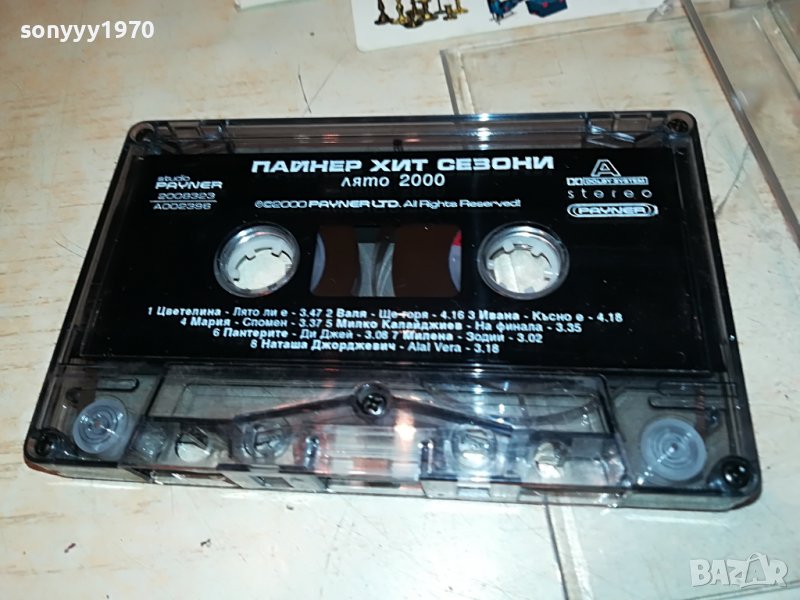 sonyyy1970
ПАЙНЕР ХИТ СЕЗОНИ
лято 2000
studio
PAYNER
2008323
A002396
A
DOLBY SYSTEM
stereo
PAYNER
©©2000 PAYNER LTD. All Rights Reserved!
1 Цветелина - Лято ли е - 3.47 2 Валя - Ще горя - 4.16 3 Ивана - Късно е - 4.18
4 Мария - Спомен - 3.37 5 Милко Калайджиев - На финала - 3.35
6 Пантерите - Ди Джей - 3.08 7 Милена - Зодии - 3.02
8 Наташа Джорджевич - Ala! Vera - 3.18
BAZAR